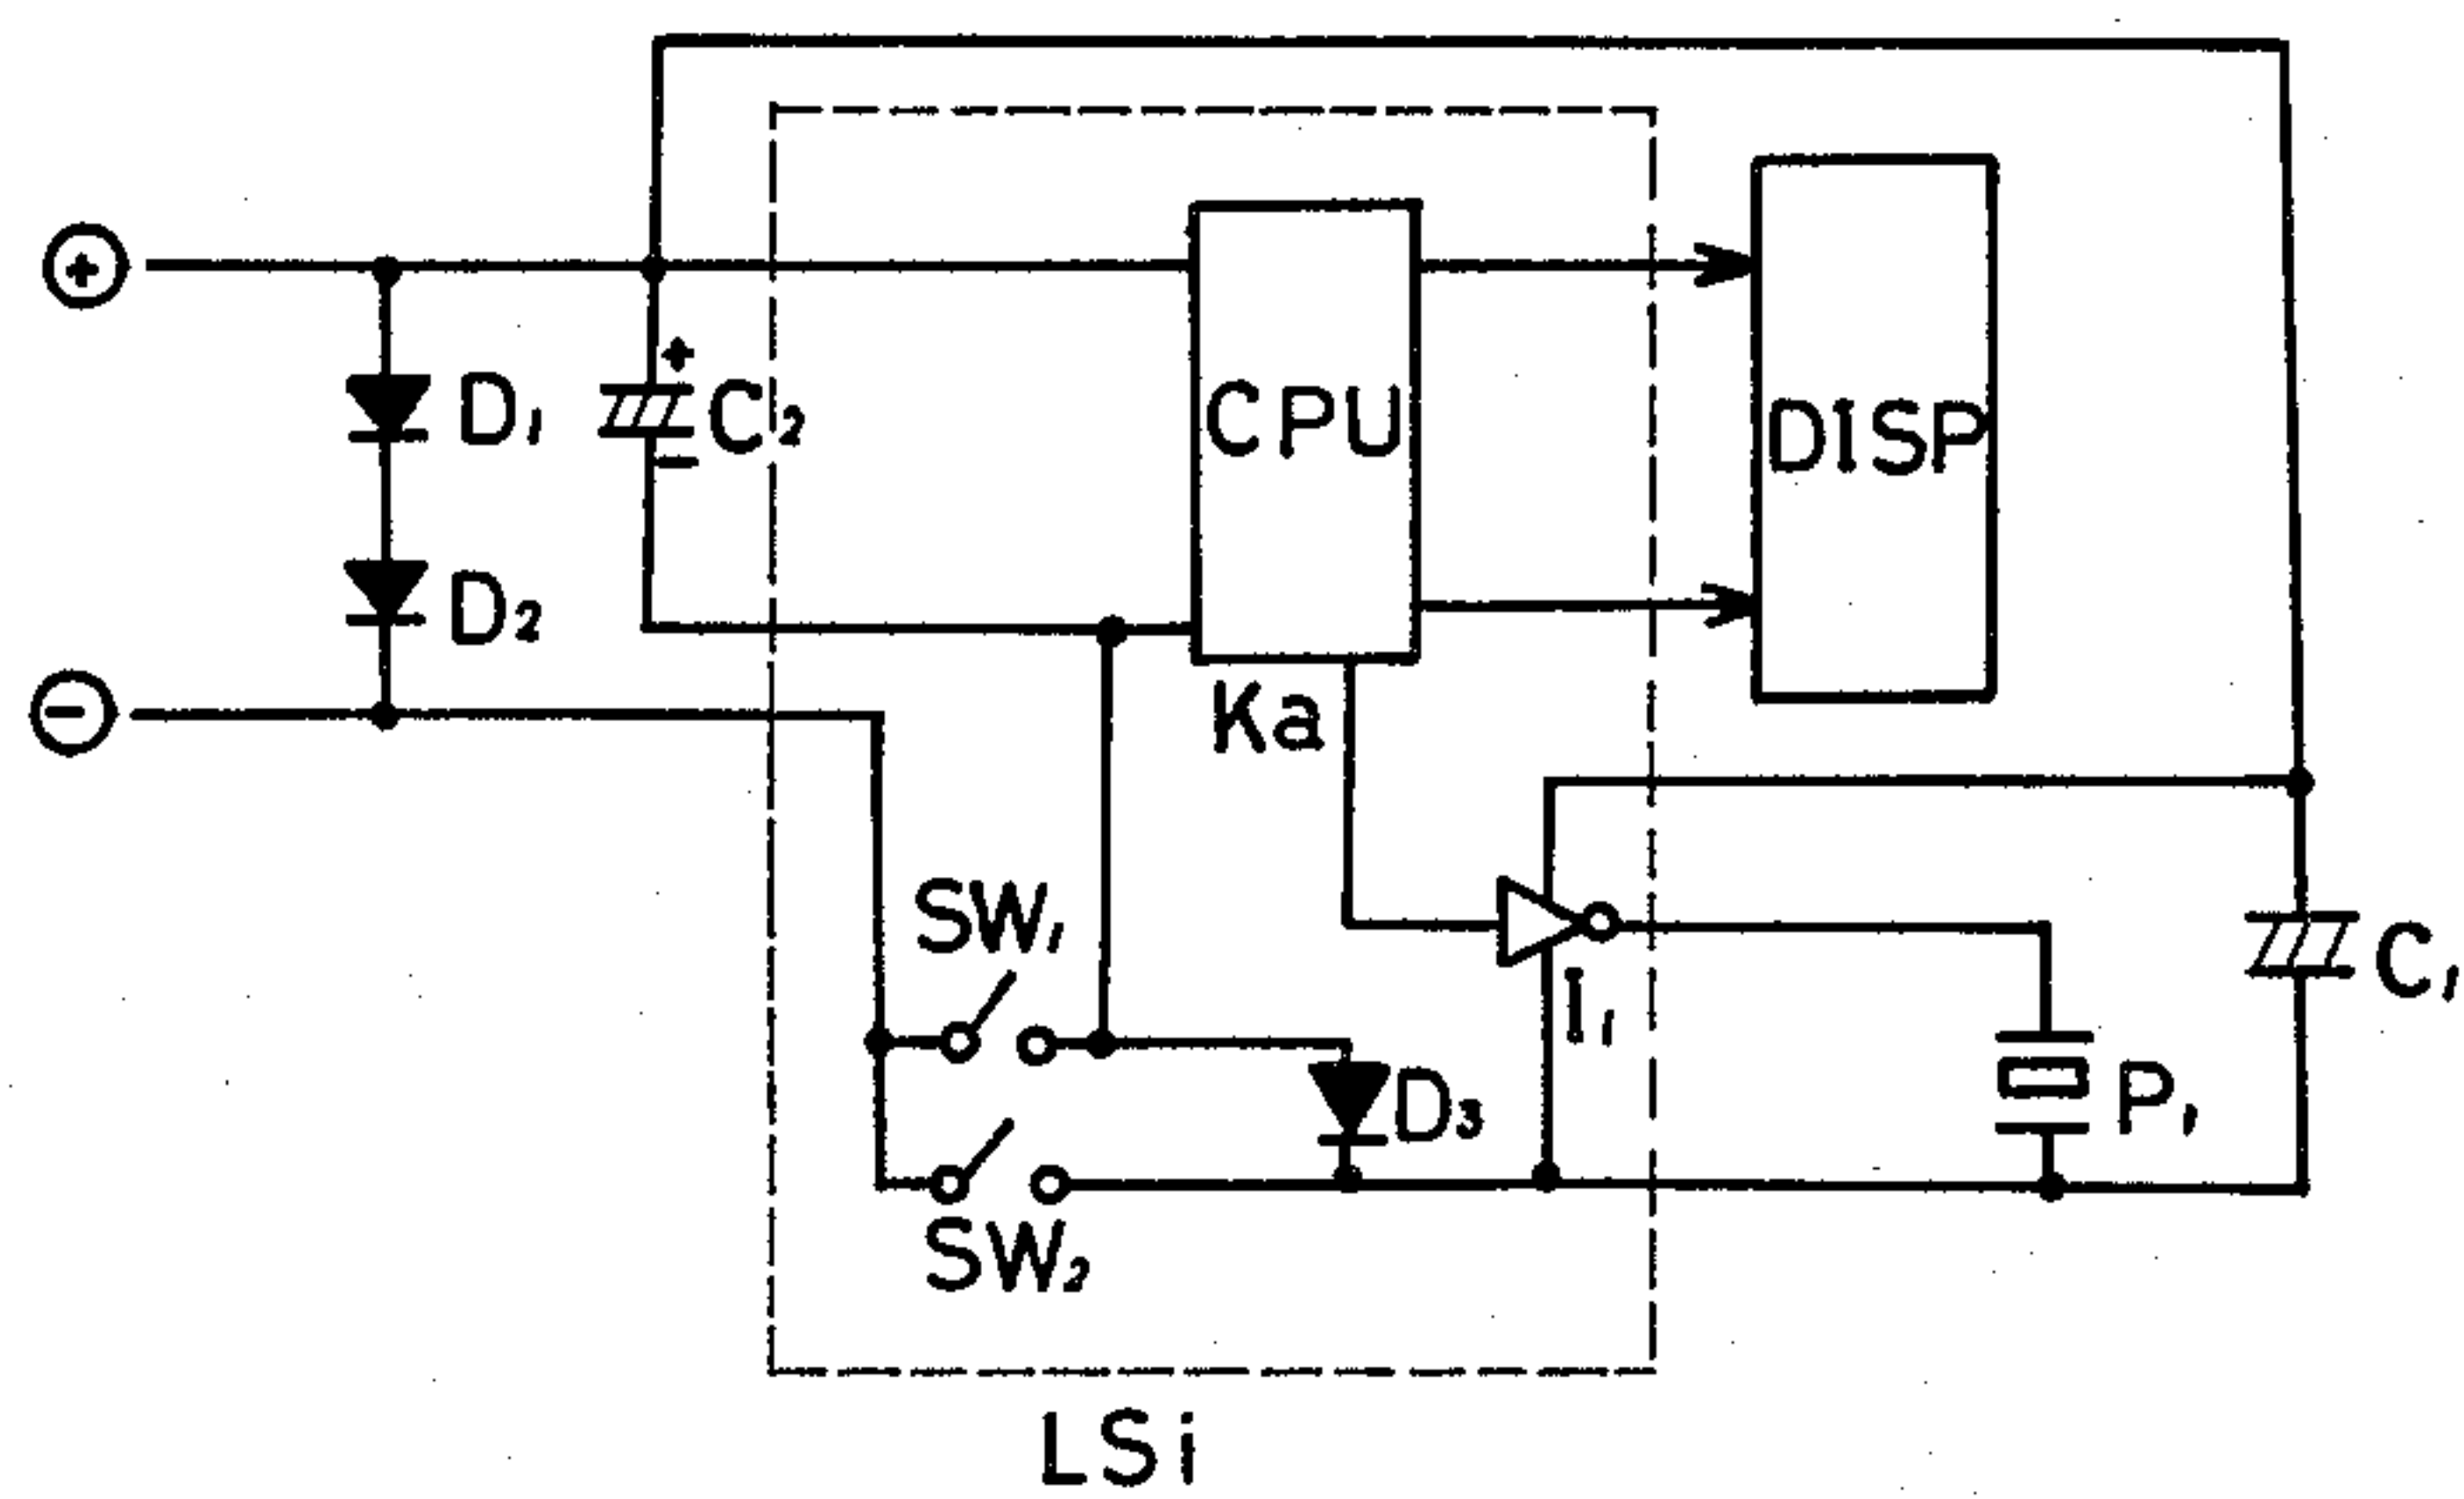 +
+
D1
C2
CPU
DISP
-
D2
-
Ka
SW1
I1
C1
D3
P1
SW2
LSi